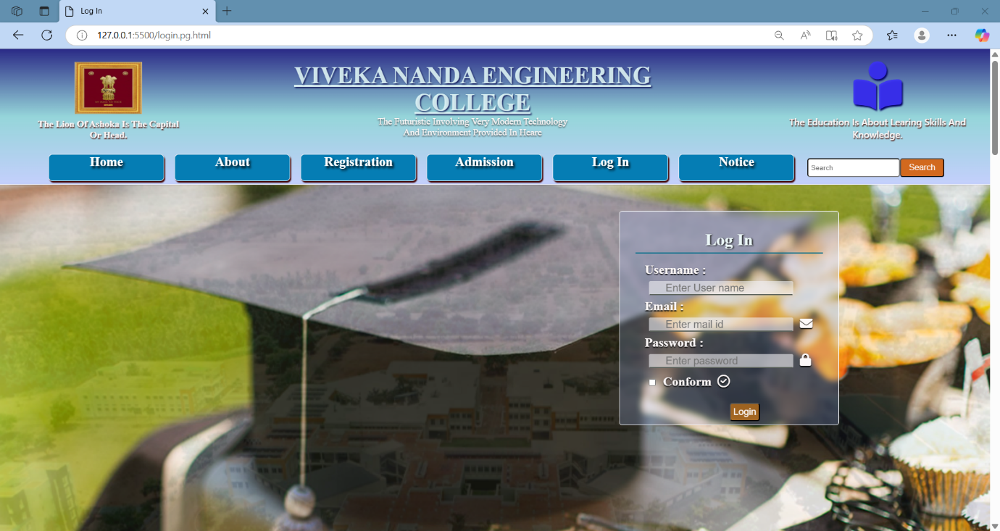 Log In
127.0.0.1:5500/login.pg.html
VIVEKA NANDA ENGINEERING
COLLEGE
The Futuristic Involving Very Modern Technology
And Environment Provided In Heare
The Lion Of Ashoka Is The Capital
Or Head.
The Education Is About Learing Skills And
Knowledge.
Home
About
Registration
Admission
Log In
Notice
Search
Search
Log In
Username :
Enter User name
Email :
Enter mail id
Password :
Enter password
Conform
Login